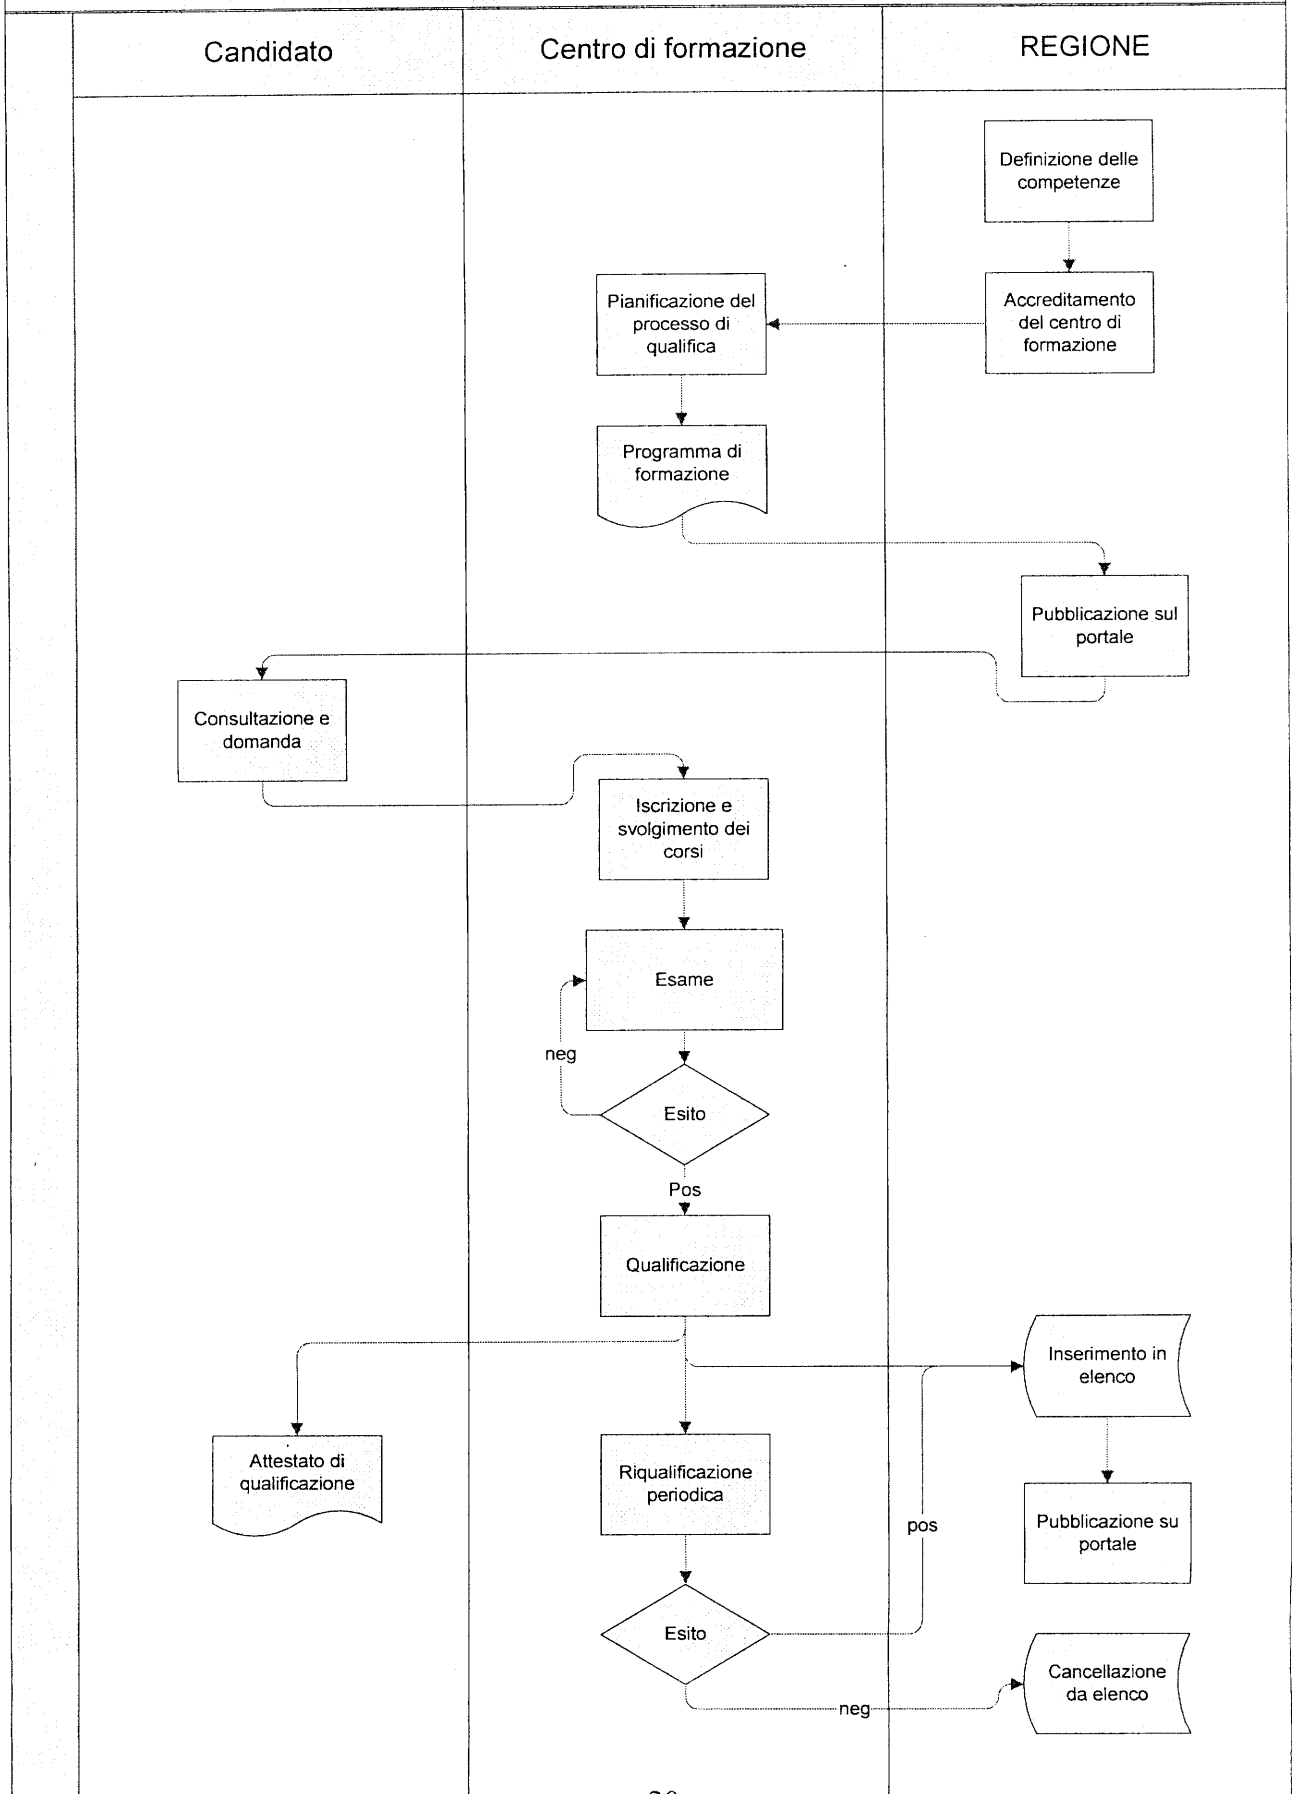 Candidato
Centro di formazione
REGIONE
Definizione delle
competenze
Accreditamento
del centro di
formazione
Pianificazione del
processo di
qualifica
Programma di
formazione
Pubblicazione sul
portale
Consultazione e
domanda
Iscrizione e
svolgimento dei
corsi
Esame
neg
Esito
Pos
Qualificazione
Inserimento in
elenco
Attestato di
qualificazione
Riqualificazione
periodica
pos
Pubblicazione su
portale
Esito
Cancellazione
da elenco
neg